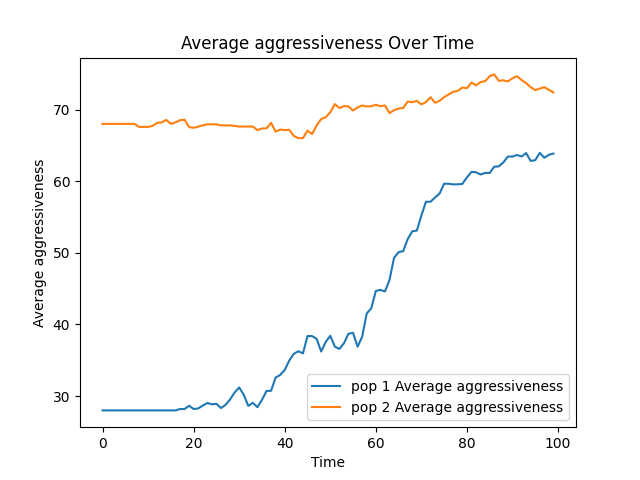 Average aggressiveness Over Time
Average aggressiveness
70
60
50
40
30
0 20 40 60 80 100
Time
pop 1 Average aggressiveness
pop 2 Average aggressiveness